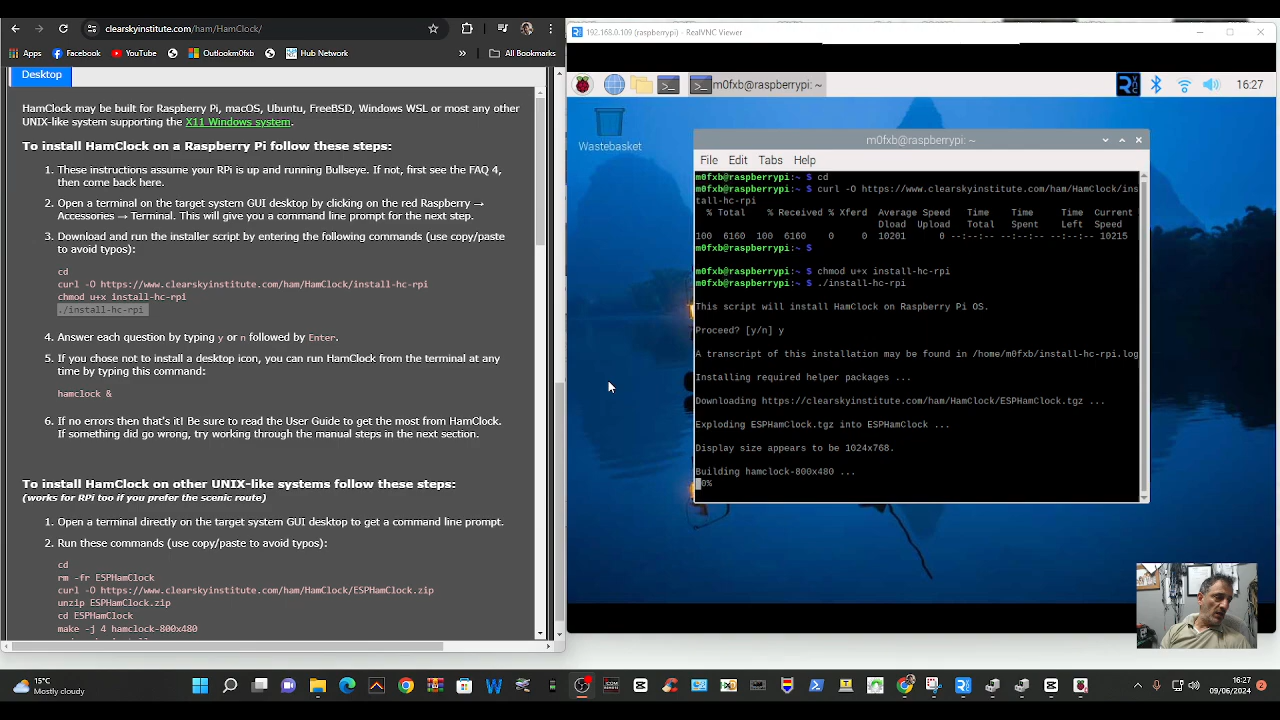 clearskyinstitute.com/ham/HamClock/
Apps
Facebook
YouTube
Outlookoffice
Hub Network
All Bookmarks
Desktop
HamClock may be built for Raspberry Pi, macOS, Ubuntu, FreeBSD, Windows WSL or most any other
UNIX-like system supporting the X11 Windows system.
To install HamClock on Raspberry Pi, follow these steps:
1. These instructions assume your RPi is up and running Bullseye. If not, first see the FAQ 4,
then come back here.
2. Open a terminal on the target system GUI desktop by clicking on the red Raspberry →
Accessories → Terminal. This will give you a command line prompt for the next step.
3. Download and run the install script by entering the following commands (use copy/paste
to avoid typos):
cd
curl -O https://www.clearskyinstitute.com/ham/HamClock/install-hc-rpi
chmod u+x install-hc-rpi
./install-hc-rpi
4. Answer each question by typing y or n followed by Enter.
5. If you chose not to install a desktop icon, you can run HamClock from the terminal at any
time by typing this command:
hamclock &
6. If no errors then that's it! Be sure to read the User Guide to get the most from HamClock.
If something did go wrong, try working through the manual steps in the next section.
To install HamClock on other UNIX-like systems follow these steps:
(works for RPi too if you prefer the scenic route)
1. Open a terminal directly on the target system GUI desktop to get a command line prompt.
2. Run these commands (use copy/paste to avoid typos):
cd
rm -fr ESPHamClock
curl -O https://www.clearskyinstitute.com/ham/HamClock/ESPHamClock.zip
unzip ESPHamClock.zip
cd ESPHamClock
make -j 4 hamclock-800x480
192.168.0.109 (raspberrypi) - RealVNC Viewer
m0fxb@raspberrypi: ~
16:27
Wastebasket
m0fxb@raspberrypi: ~
File Edit Tabs Help
m0fxb@raspberrypi:~ $ cd
m0fxb@raspberrypi:~ $ curl -O https://www.clearskyinstitute.com/ham/HamClock/ins
tall-hc-rpi
% Total % Received % Xferd Average Speed Time Time Time Current
Dload Upload Total Spent Left Speed
100 6160 100 6160 0 0 10201 0 --:--:-- --:--:-- --:--:-- 10215
m0fxb@raspberrypi:~ $
m0fxb@raspberrypi:~ $ chmod u+x install-hc-rpi
m0fxb@raspberrypi:~ $ ./install-hc-rpi
This script will install HamClock on Raspberry Pi OS.
Proceed? [y/n] y
A transcript of this installation may be found in /home/m0fxb/install-hc-rpi.log
Installing required helper packages ...
Downloading https://clearskyinstitute.com/ham/HamClock/ESPHamClock.tgz ...
Exploding ESPHamClock.tgz into ESPHamClock ...
Display size appears to be 1024x768.
Building hamclock-800x480 ...
0%
15°C
Mostly cloudy
16:27
09/06/2024